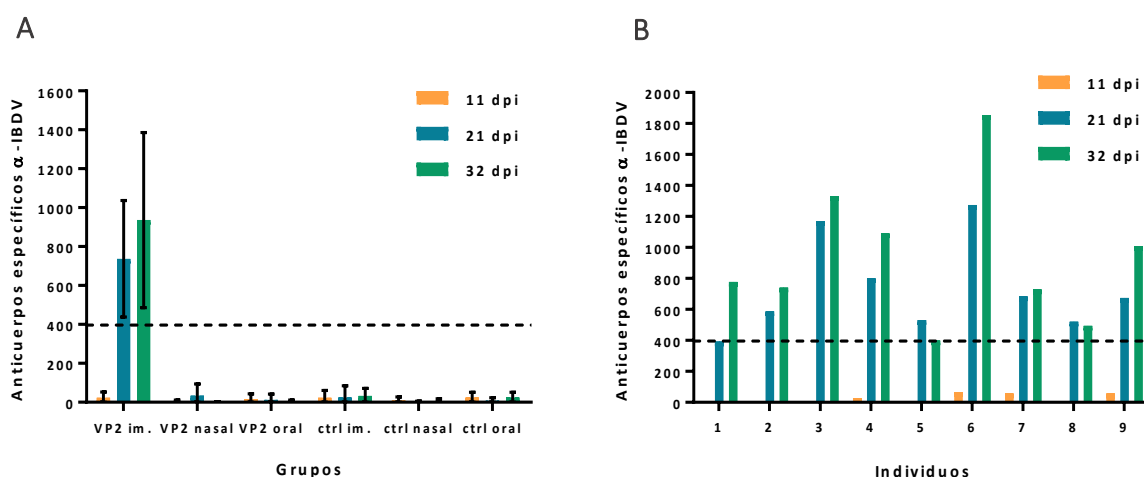 A
Anticuerpos específicos α-IBDV
1600
1400
1200
1000
800
600
400
200
0
11 dpi
21 dpi
32 dpi
VP2 im. VP2 nasal VP2 oral ctrl im. ctrl nasal ctrl oral
Grupos
B
Anticuerpos específicos α-IBDV
2000
1800
1600
1400
1200
1000
800
600
400
200
0
11 dpi
21 dpi
32 dpi
1 2 3 4 5 6 7 8 9
Individuos